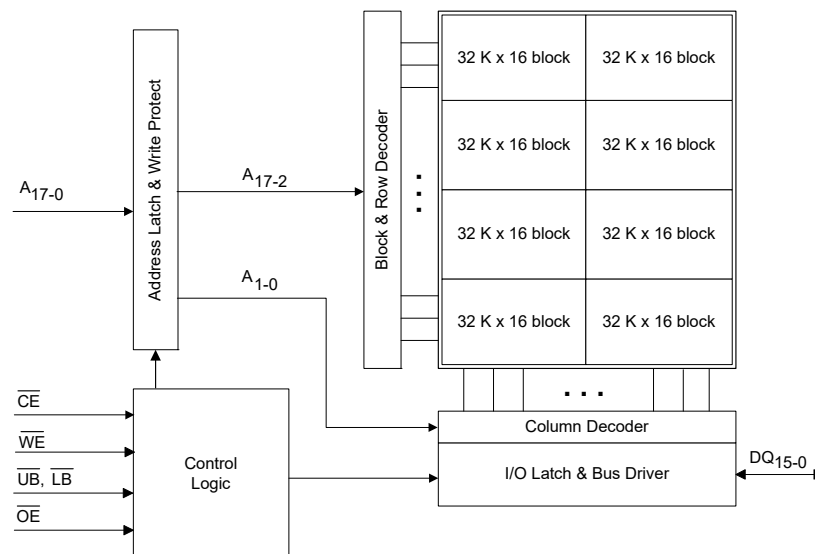 Address Latch & Write Protect
Block & Row Decoder
32 K x 16 block
32 K x 16 block
32 K x 16 block
32 K x 16 block
32 K x 16 block
32 K x 16 block
32 K x 16 block
32 K x 16 block
A17-0
A17-2
A1-0
. . .
. . .
CE
WE
UB, LB
OE
Control
Logic
Column Decoder
I/O Latch & Bus Driver
DQ15-0